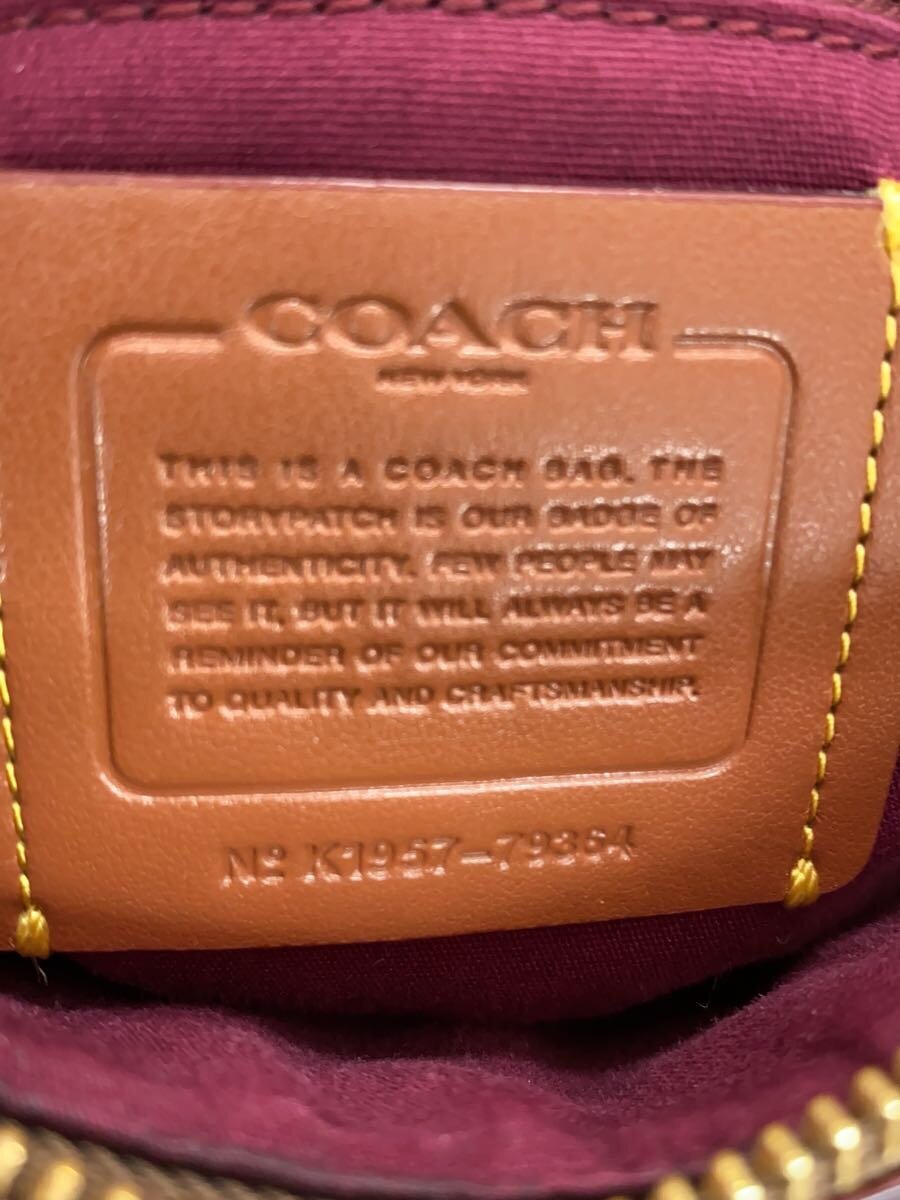 COACH
NEW YORK
THIS IS A COACH BAG. THE
STORYPATCH IS OUR BADGE OF
AUTHENTICITY. FEW PEOPLE MAY
SEE IT, BUT IT WILL ALWAYS BE A
REMINDER OF OUR COMMITMENT
TO QUALITY AND CRAFTSMANSHIP.
Nº K1957-79364